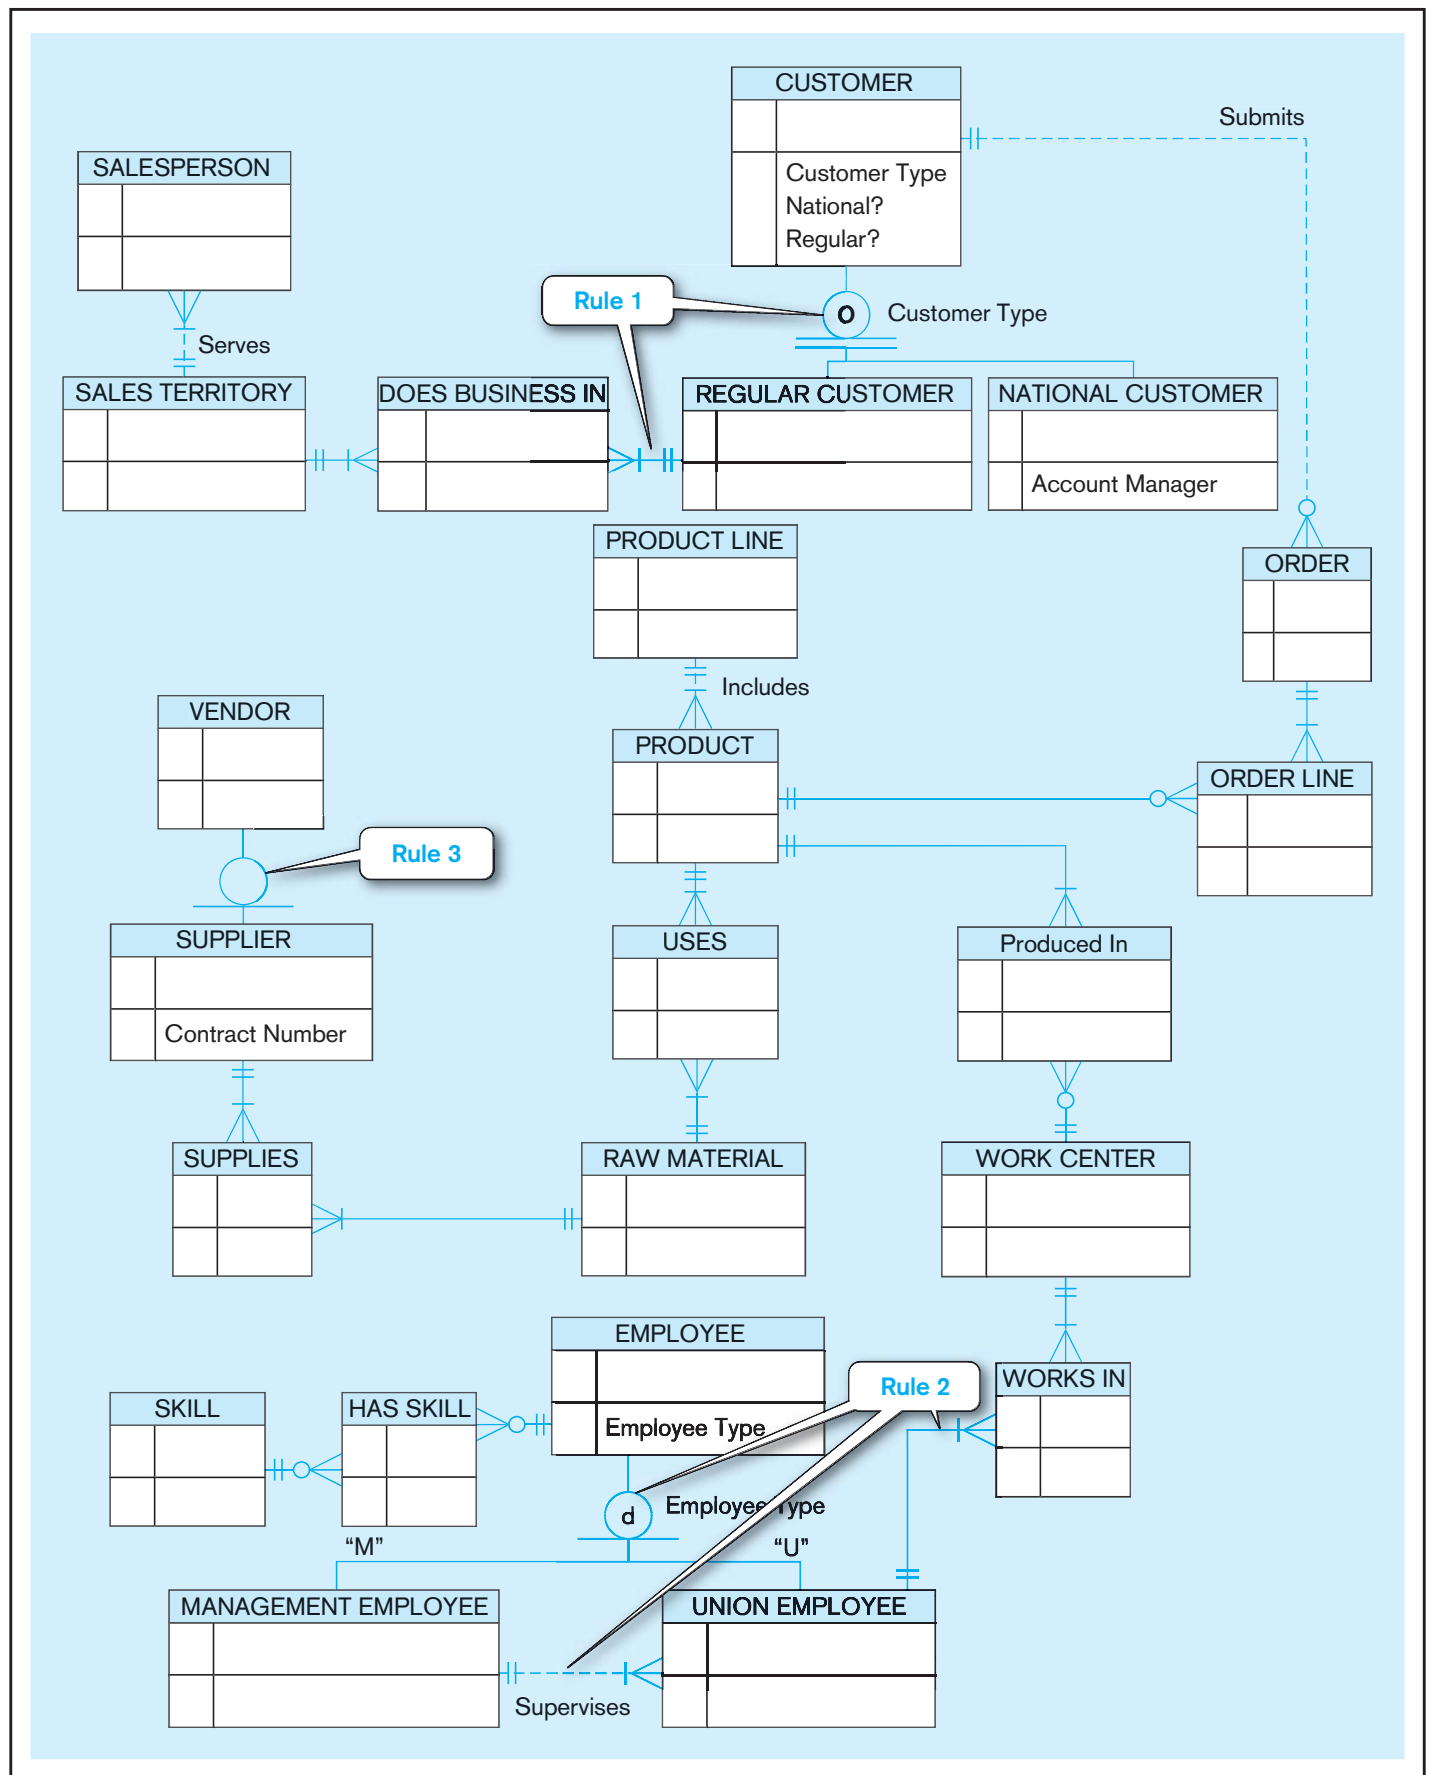 CUSTOMER
Submits
Customer Type
National?
Regular?
SALESPERSON
Rule 1
O
Customer Type
Serves
SALES TERRITORY
DOES BUSINESS IN
REGULAR CUSTOMER
NATIONAL CUSTOMER
Account Manager
PRODUCT LINE
ORDER
Includes
VENDOR
PRODUCT
ORDER LINE
Rule 3
SUPPLIER
USES
Produced In
Contract Number
SUPPLIES
RAW MATERIAL
WORK CENTER
EMPLOYEE
Rule 2
WORKS IN
SKILL
HAS SKILL
Employee Type
d
Employee Type
“M”
“U”
MANAGEMENT EMPLOYEE
UNION EMPLOYEE
Supervises